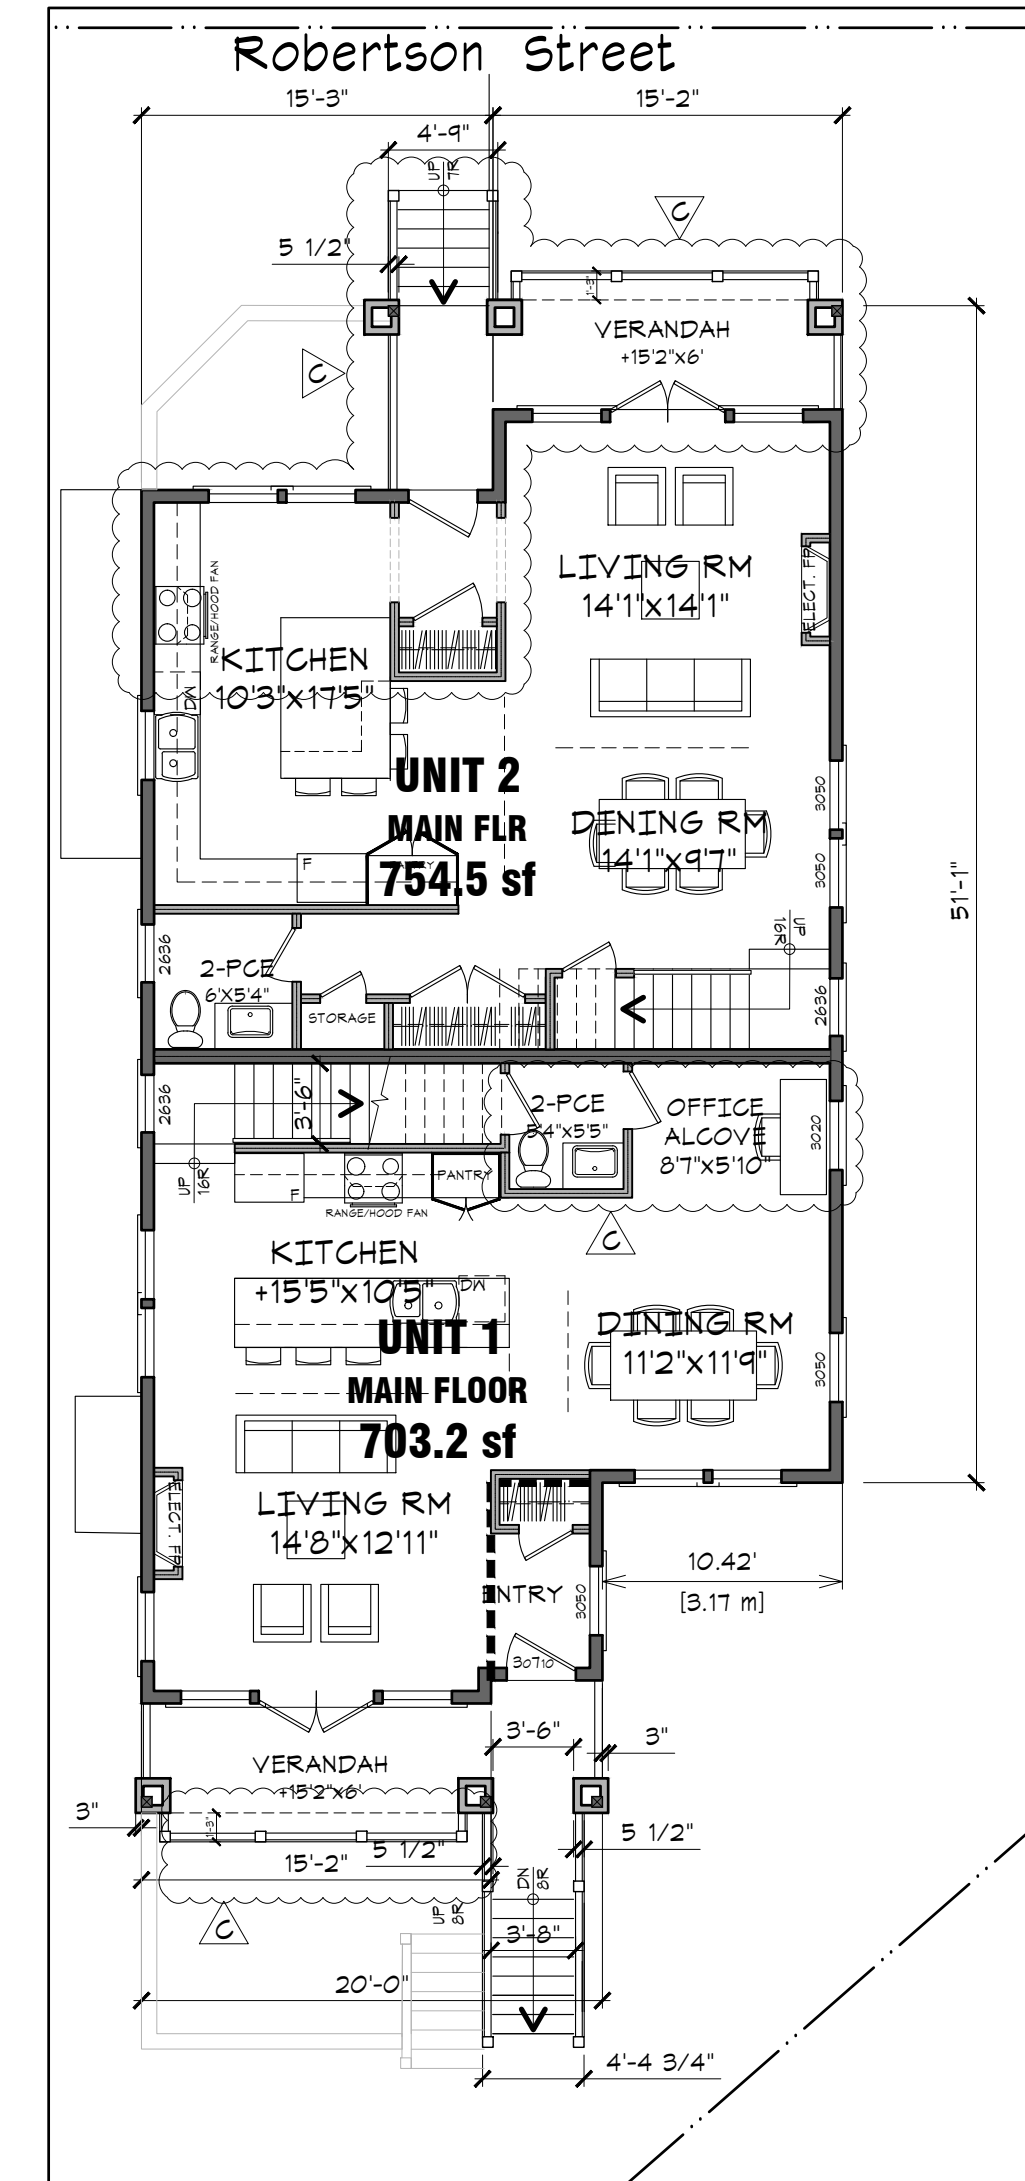 Robertson Street
15'-3"
15'-2"
4'-9"
UP
7R
C
5 1/2"
1'-3"
VERANDAH
+15'2"x6'
C
LIVING RM
14'1"x14'1"
ELECT. FP
RANGE/HOOD FAN
KITCHEN
10'3"x17'5"
DW
UNIT 2
MAIN FLR
754.5 sf
3050
DINING RM
14'1"x9'7"
3050
F
PANTRY
51'-1"
UP
16R
2636
2-PCE
6'X5'4"
STORAGE
2636
2636
3'-6"
2-PCE
5'4"x5'5"
OFFICE
ALCOVE
8'7"x5'10"
3020
UP
16R
F
PANTRY
RANGE/HOOD FAN
C
KITCHEN
+15'5"x10'5"
DW
UNIT 1
MAIN FLOOR
703.2 sf
DINING RM
11'2"x11'9"
3050
ELECT. FP
LIVING RM
14'8"x12'11"
10.42'
[3.17 m]
ENTRY
3050
30710
3'-6"
3"
VERANDAH
+15'2"x6'
3"
1'-3"
5 1/2"
5 1/2"
15'-2"
DN
8R
UP
8R
C
3'-8"
20'-0"
4'-4 3/4"